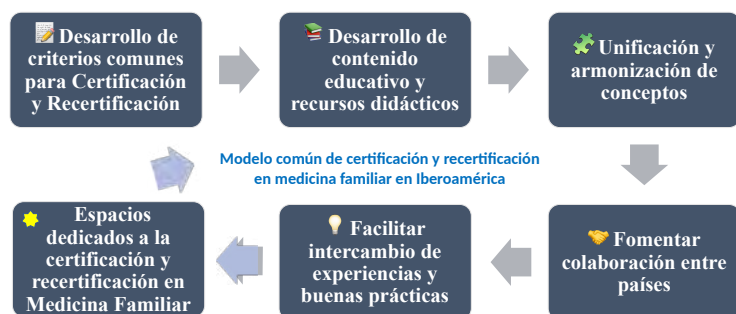 Desarrollo de
criterios comunes
para Certificación
y Recertificación
Desarrollo de
contenido
educativo y
recursos didácticos
Unificación y
armonización de
conceptos
Modelo común de certificación y recertificación
en medicina familiar en Iberoamérica
Espacios
dedicados a la
certificación y
recertificación en
Medicina Familiar
Facilitar
intercambio de
experiencias y
buenas prácticas
Fomentar
colaboración entre
países